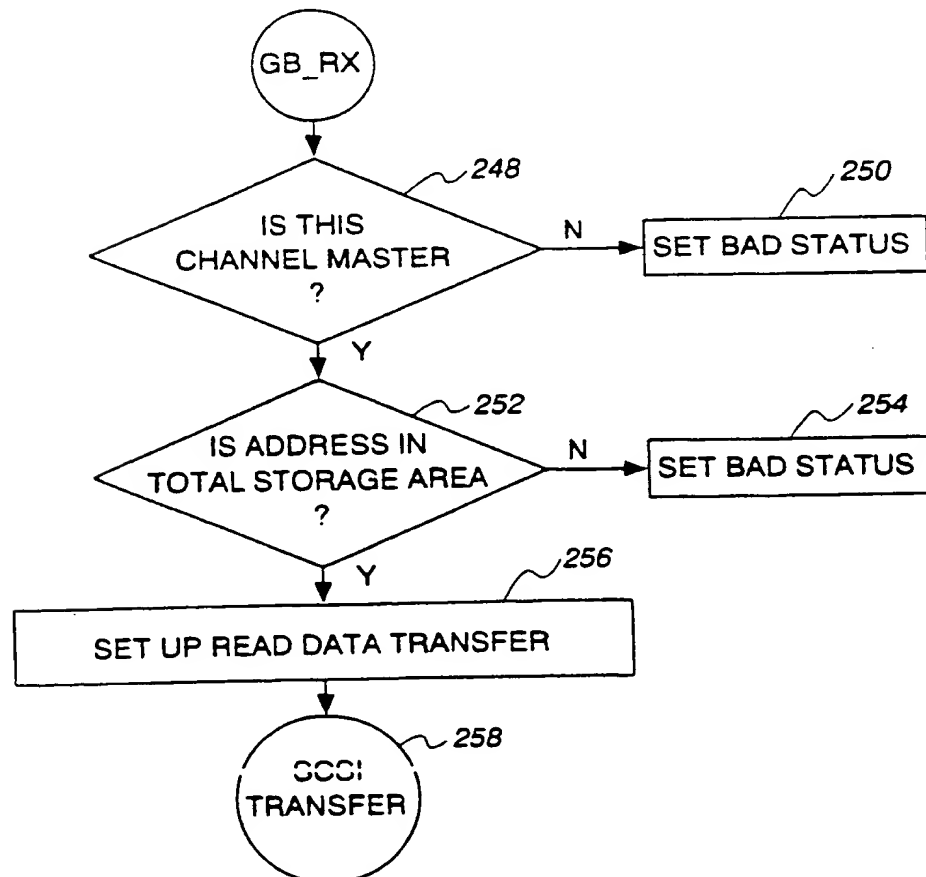 GB_RX
248
IS THIS
CHANNEL MASTER
?
N
250
SET BAD STATUS
Y
252
IS ADDRESS IN
TOTAL STORAGE AREA
?
N
254
SET BAD STATUS
Y
256
SET UP READ DATA TRANSFER
258
SCSI
TRANSFER